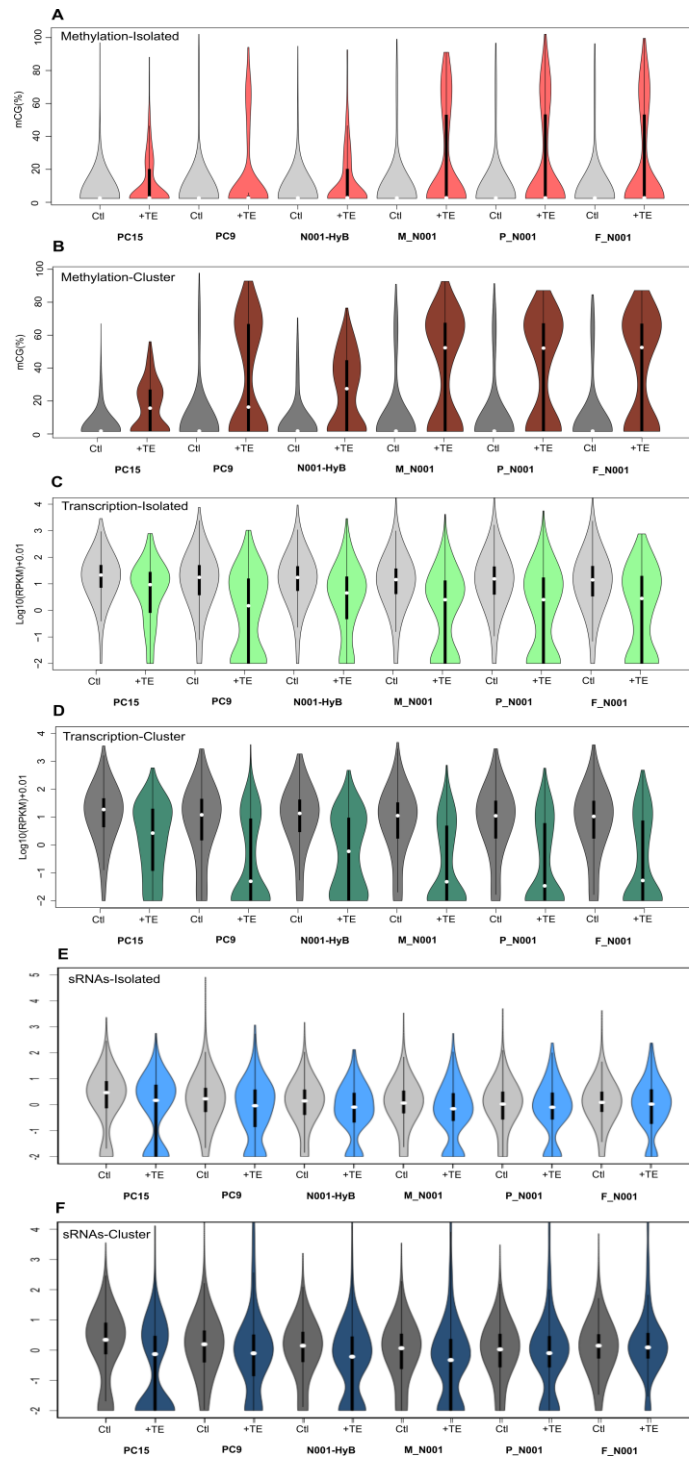 A
Methylation-Isolated
mCG(%)
0 20 40 60 80 100
Ctl +TE Ctl +TE Ctl +TE Ctl +TE Ctl +TE Ctl +TE
PC15 PC9 N001-HyB M_N001 P_N001 F_N001
B
Methylation-Cluster
mCG(%)
0 20 40 60 80 100
Ctl +TE Ctl +TE Ctl +TE Ctl +TE Ctl +TE Ctl +TE
PC15 PC9 N001-HyB M_N001 P_N001 F_N001
C
Transcription-Isolated
Log10(RPKM)+0.01
-2 -1 0 1 2 3 4
Ctl +TE Ctl +TE Ctl +TE Ctl +TE Ctl +TE Ctl +TE
PC15 PC9 N001-HyB M_N001 P_N001 F_N001
D
Transcription-Cluster
Log10(RPKM)+0.01
-2 -1 0 1 2 3 4
Ctl +TE Ctl +TE Ctl +TE Ctl +TE Ctl +TE Ctl +TE
PC15 PC9 N001-HyB M_N001 P_N001 F_N001
E
sRNAs-Isolated
-2 -1 0 1 2 3 4 5
Ctl +TE Ctl +TE Ctl +TE Ctl +TE Ctl +TE Ctl +TE
PC15 PC9 N001-HyB M_N001 P_N001 F_N001
F
sRNAs-Cluster
-2 -1 0 1 2 3 4
Ctl +TE Ctl +TE Ctl +TE Ctl +TE Ctl +TE Ctl +TE
PC15 PC9 N001-HyB M_N001 P_N001 F_N001